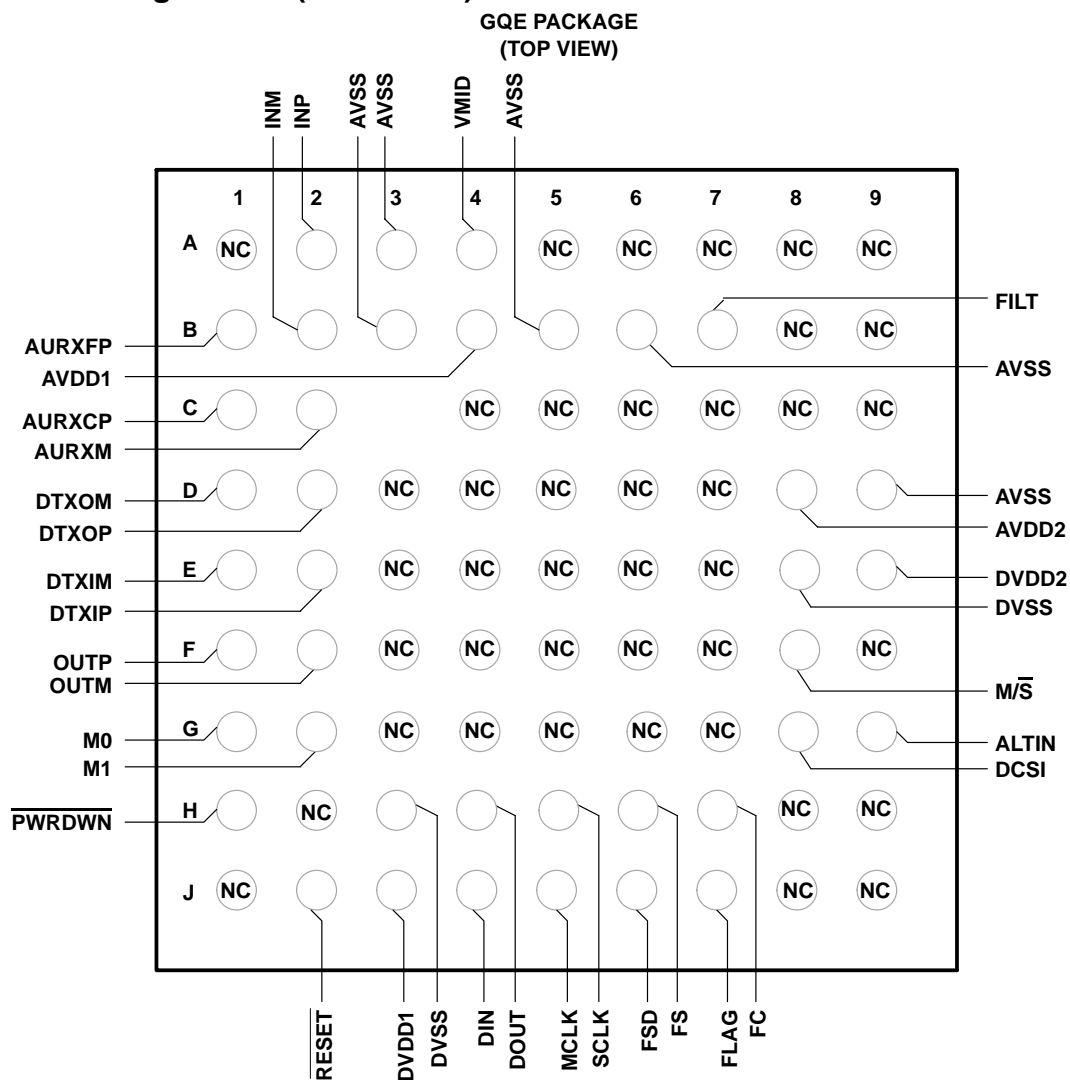 GQE PACKAGE
(TOP VIEW)
INM
INP
AVSS
AVSS
VMID
AVSS
1 2 3 4 5 6 7 8 9
A NC NC NC NC NC NC
FILT
B NC NC
AURXFP
AVDD1
AVSS
C NC NC NC NC NC NC
AURXCP
AURXM
D NC NC NC NC NC
DTXOM
DTXOP
AVSS
AVDD2
E NC NC NC NC NC
DTXIM
DTXIP
DVDD2
DVSS
F NC NC NC NC NC NC
OUTP
OUTM
M/S̅
G NC NC NC NC NC
M0
M1
ALTIN
DCSI
H NC NC NC
P̅W̅R̅D̅W̅N̅
J NC NC NC
R̅E̅S̅E̅T̅
DVDD1
DVSS
DIN
DOUT
MCLK
SCLK
FSD
FS
FLAG
FC